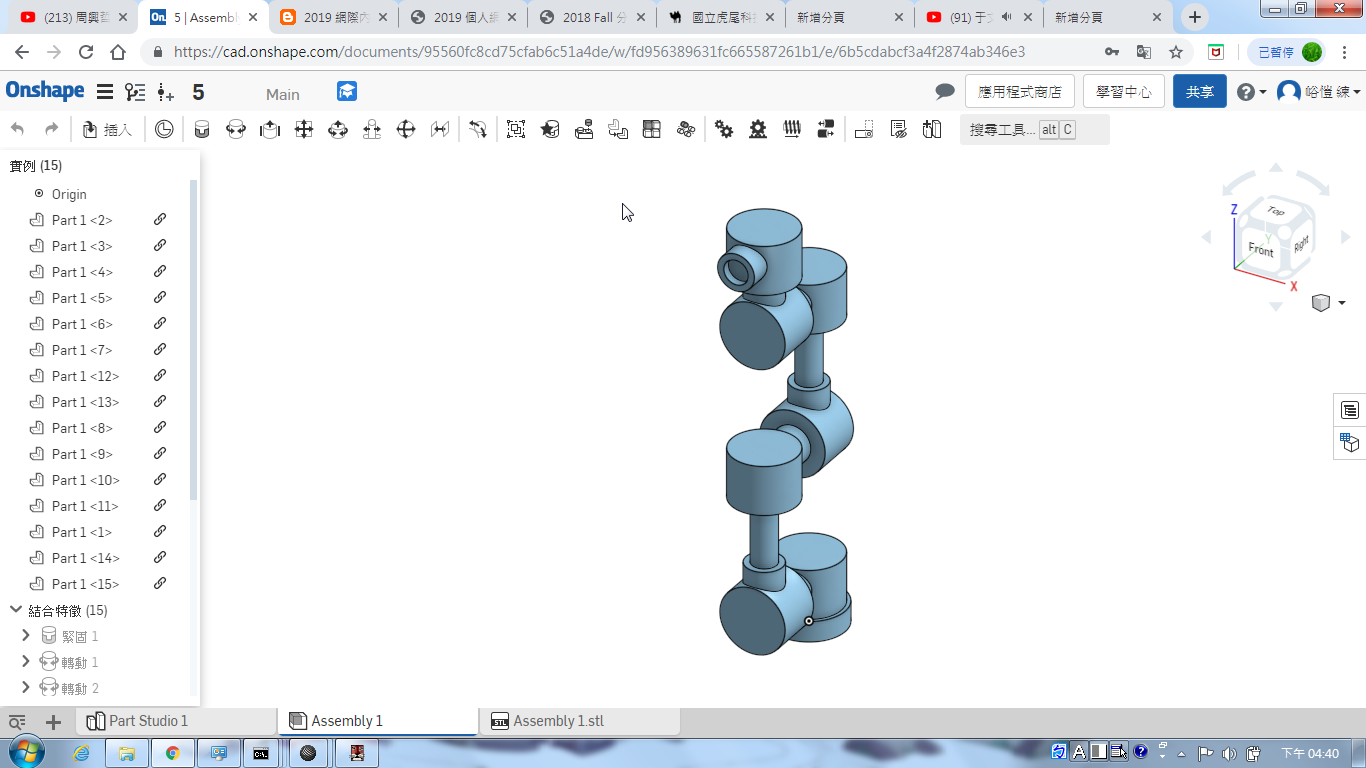 (213) 周興哲
5 | Assembl
2019 網際內
2019 個人網
2018 Fall 分
國立虎尾科技
新增分頁
(91) 于文
新增分頁
https://cad.onshape.com/documents/95560fc8cd75cfab6c51a4de/w/fd956389631fc665587261b1/e/6b5cdabcf3a4f2874ab346e3
已暫停
Onshape
5
Main
應用程式商店
學習中心
共享
峪愷 練
插入
搜尋工具... alt C
實例 (15)
Origin
Part 1 <2>
Part 1 <3>
Part 1 <4>
Part 1 <5>
Part 1 <6>
Part 1 <7>
Part 1 <12>
Part 1 <13>
Part 1 <8>
Part 1 <9>
Part 1 <10>
Part 1 <11>
Part 1 <1>
Part 1 <14>
Part 1 <15>
結合特徵 (15)
緊固 1
轉動 1
轉動 2
Z
Top
Y
Front
Right
X
Part Studio 1
Assembly 1
STL
Assembly 1.stl
下午 04:40